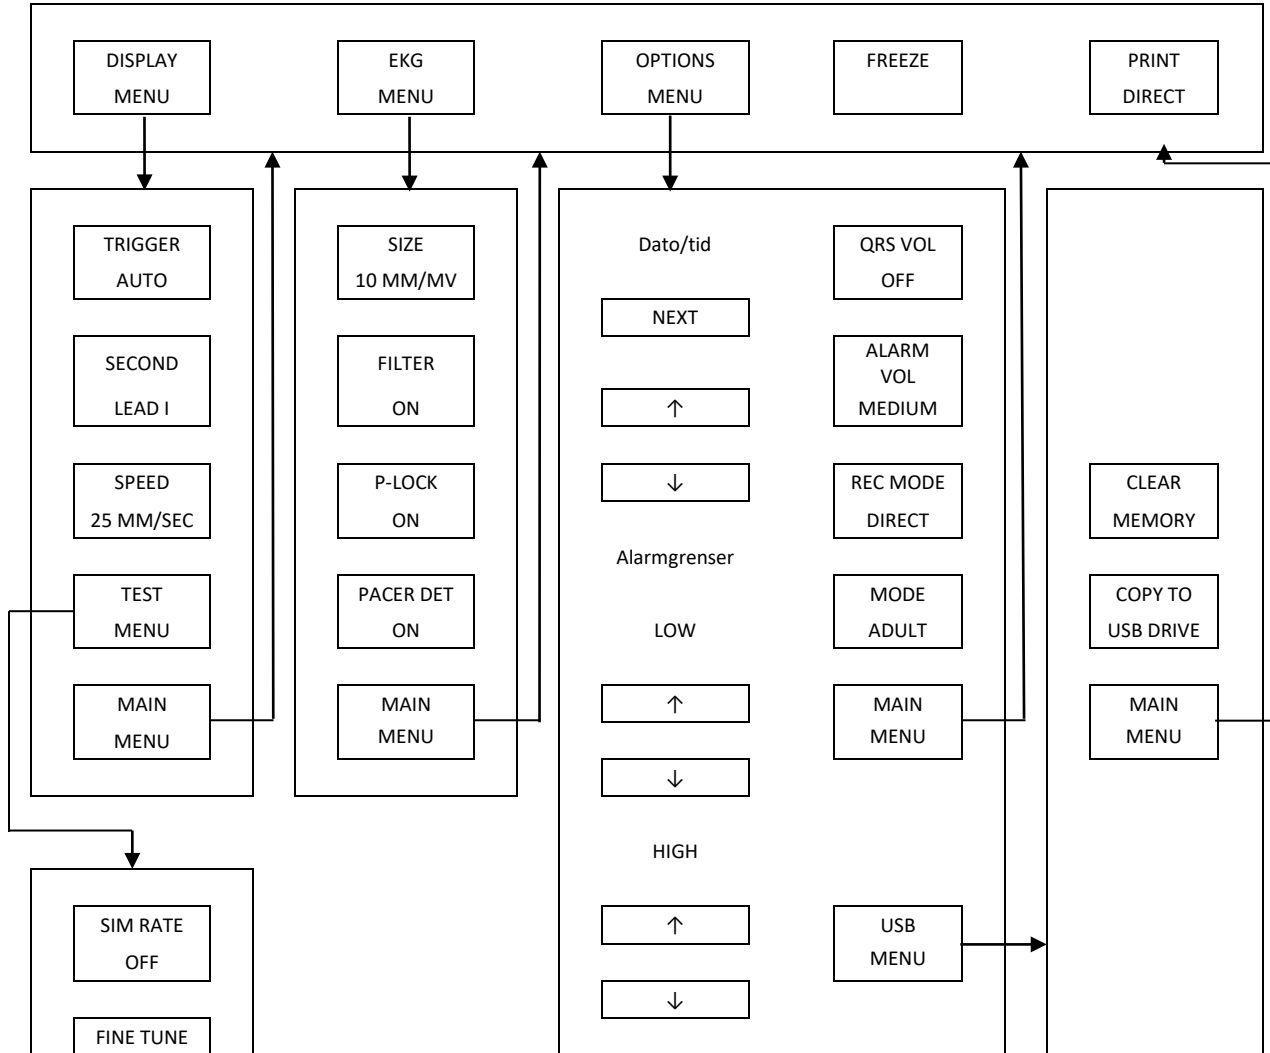 DISPLAY
MENU
EKG
MENU
OPTIONS
MENU
FREEZE
PRINT
DIRECT
TRIGGER
AUTO
SECOND
LEAD I
SPEED
25 MM/SEC
TEST
MENU
MAIN
MENU
SIZE
10 MM/MV
FILTER
ON
P-LOCK
ON
PACER DET
ON
MAIN
MENU
Dato/tid
NEXT
↑
↓
Alarmgrenser
LOW
↑
↓
HIGH
↑
↓
QRS VOL
OFF
ALARM
VOL
MEDIUM
REC MODE
DIRECT
MODE
ADULT
MAIN
MENU
USB
MENU
CLEAR
MEMORY
COPY TO
USB DRIVE
MAIN
MENU
SIM RATE
OFF
FINE TUNE